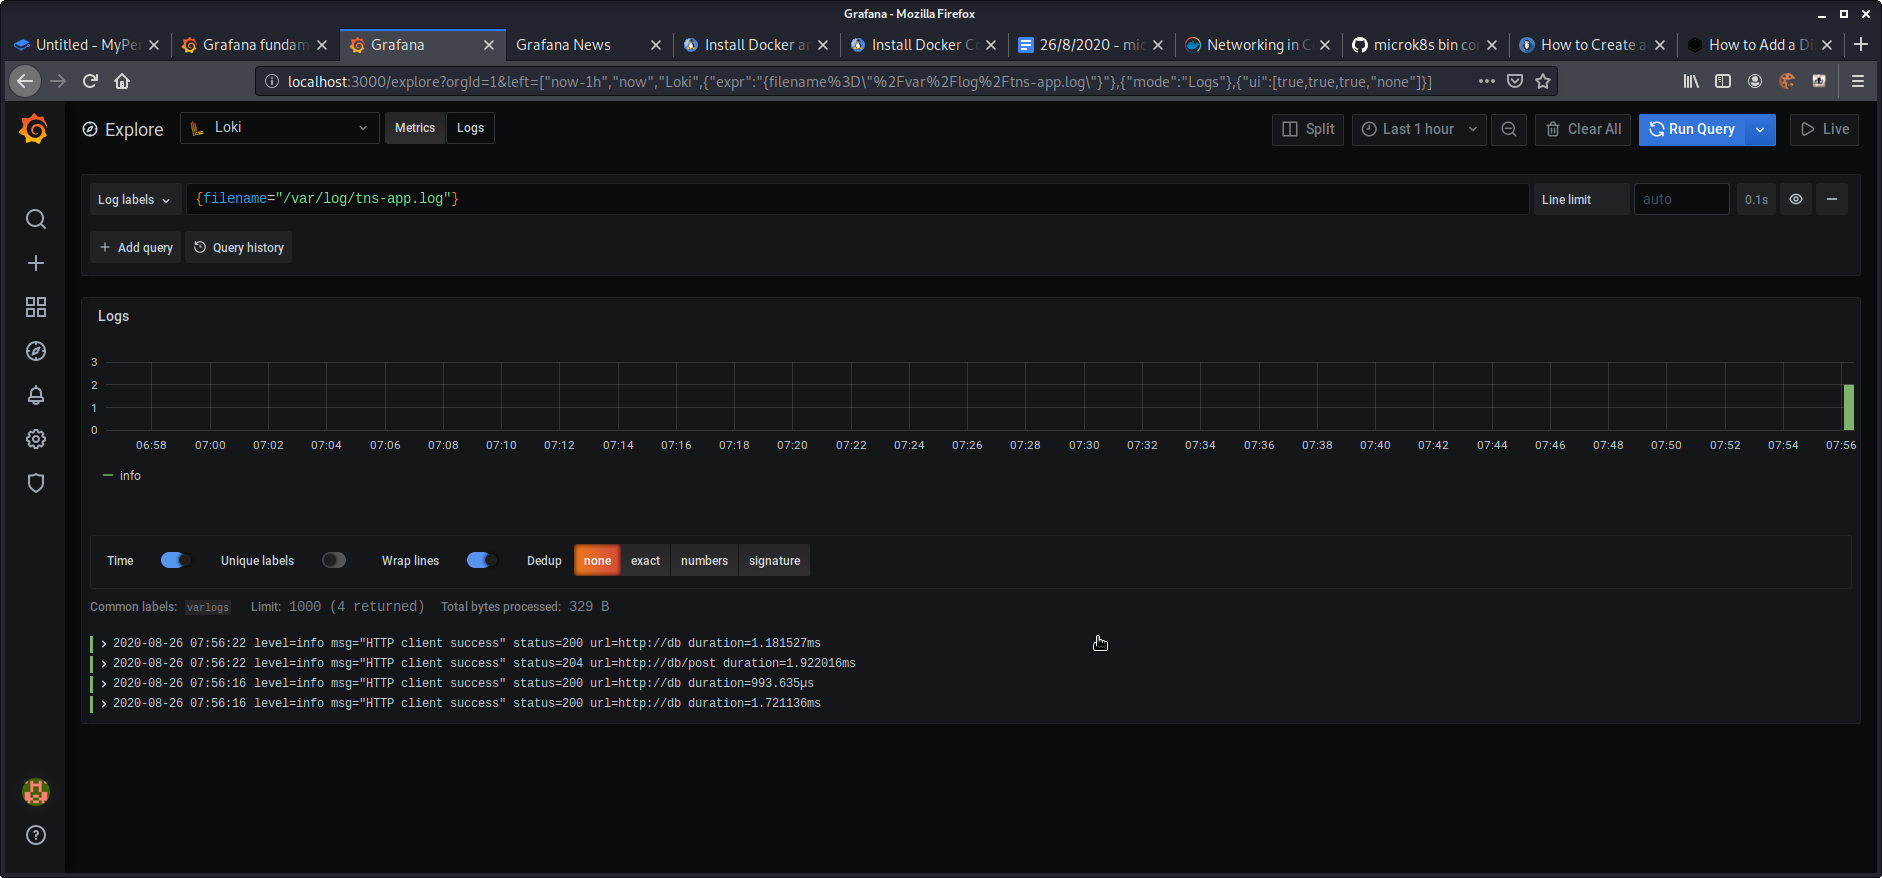 Grafana - Mozilla Firefox
Untitled - MyPe
Grafana fundam
Grafana
Grafana News
Install Docker a
Install Docker C
26/8/2020 - mic
Networking in C
microk8s bin co
How to Create a
How to Add a D
localhost:3000/explore?orgId=1&left=["now-1h","now","Loki",{"expr":"{filename%3D\"%2Fvar%2Flog%2Ftns-app.log\"}"},{"mode":"Logs"},{"ui":[true,true,true,"none"]}]
Explore
Loki
Metrics
Logs
Split
Last 1 hour
Clear All
Run Query
Live
Log labels
{filename="/var/log/tns-app.log"}
Line limit
auto
0.1s
Add query
Query history
Logs
3
2
1
0
06:58 07:00 07:02 07:04 07:06 07:08 07:10 07:12 07:14 07:16 07:18 07:20 07:22 07:24 07:26 07:28 07:30 07:32 07:34 07:36 07:38 07:40 07:42 07:44 07:46 07:48 07:50 07:52 07:54 07:56
info
Time
Unique labels
Wrap lines
Dedup
none
exact
numbers
signature
Common labels: varlogs Limit: 1000 (4 returned) Total bytes processed: 329 B
2020-08-26 07:56:22 level=info msg="HTTP client success" status=200 url=http://db duration=1.181527ms
2020-08-26 07:56:22 level=info msg="HTTP client success" status=204 url=http://db/post duration=1.922016ms
2020-08-26 07:56:16 level=info msg="HTTP client success" status=200 url=http://db duration=993.635µs
2020-08-26 07:56:16 level=info msg="HTTP client success" status=200 url=http://db duration=1.721136ms